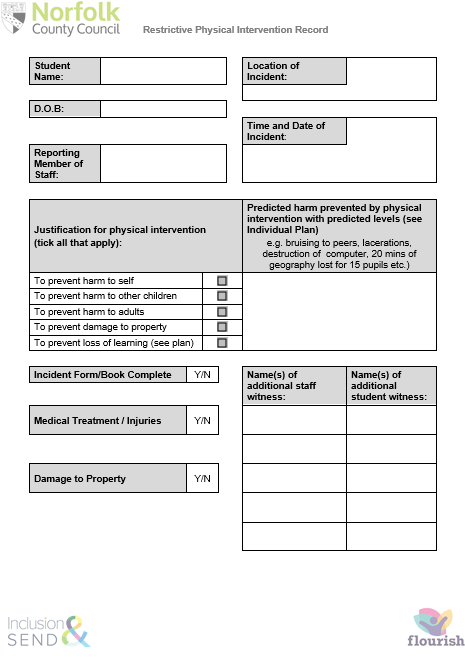 Norfolk
County Council
Restrictive Physical Intervention Record
Student
Name:
Location of
Incident:
D.O.B:
Time and Date of
Incident:
Reporting
Member of
Staff:
Justification for physical intervention
(tick all that apply):
Predicted harm prevented by physical
intervention with predicted levels (see
Individual Plan)
e.g. bruising to peers, lacerations,
destruction of computer, 20 mins of
geography lost for 15 pupils etc.)
To prevent harm to self
To prevent harm to other children
To prevent harm to adults
To prevent damage to property
To prevent loss of learning (see plan)
Incident Form/Book Complete Y/N
Name(s) of
additional staff
witness:
Name(s) of
additional
student witness:
Medical Treatment / Injuries Y/N
Damage to Property Y/N
Inclusion
SEND &
flourish